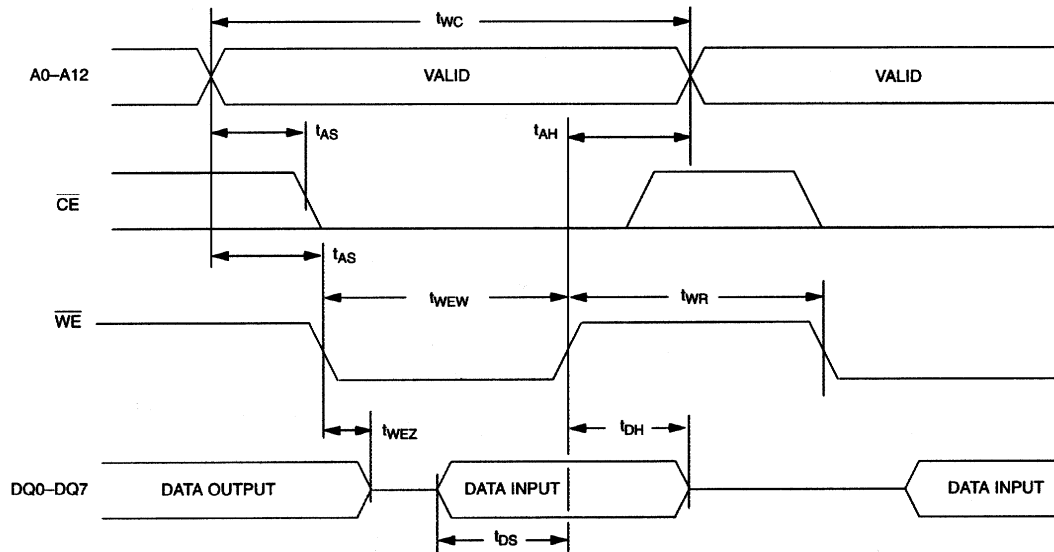 tWC
A0–A12
VALID
VALID
tAS
tAH
CE
tAS
tWEW
tWR
WE
tWEZ
tDH
DQ0–DQ7
DATA OUTPUT
DATA INPUT
DATA INPUT
tDS